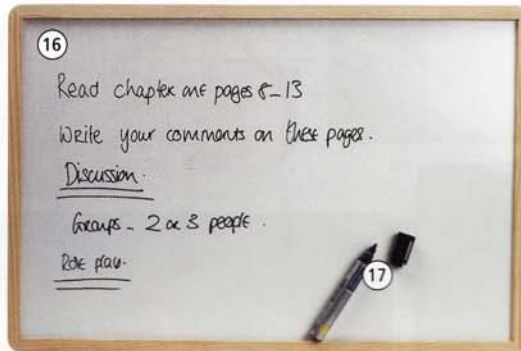 16
Read chapter one pages 8-13
Write your comments on these pages.
Discussion.
Groups - 2 or 3 people.
Role play.
17